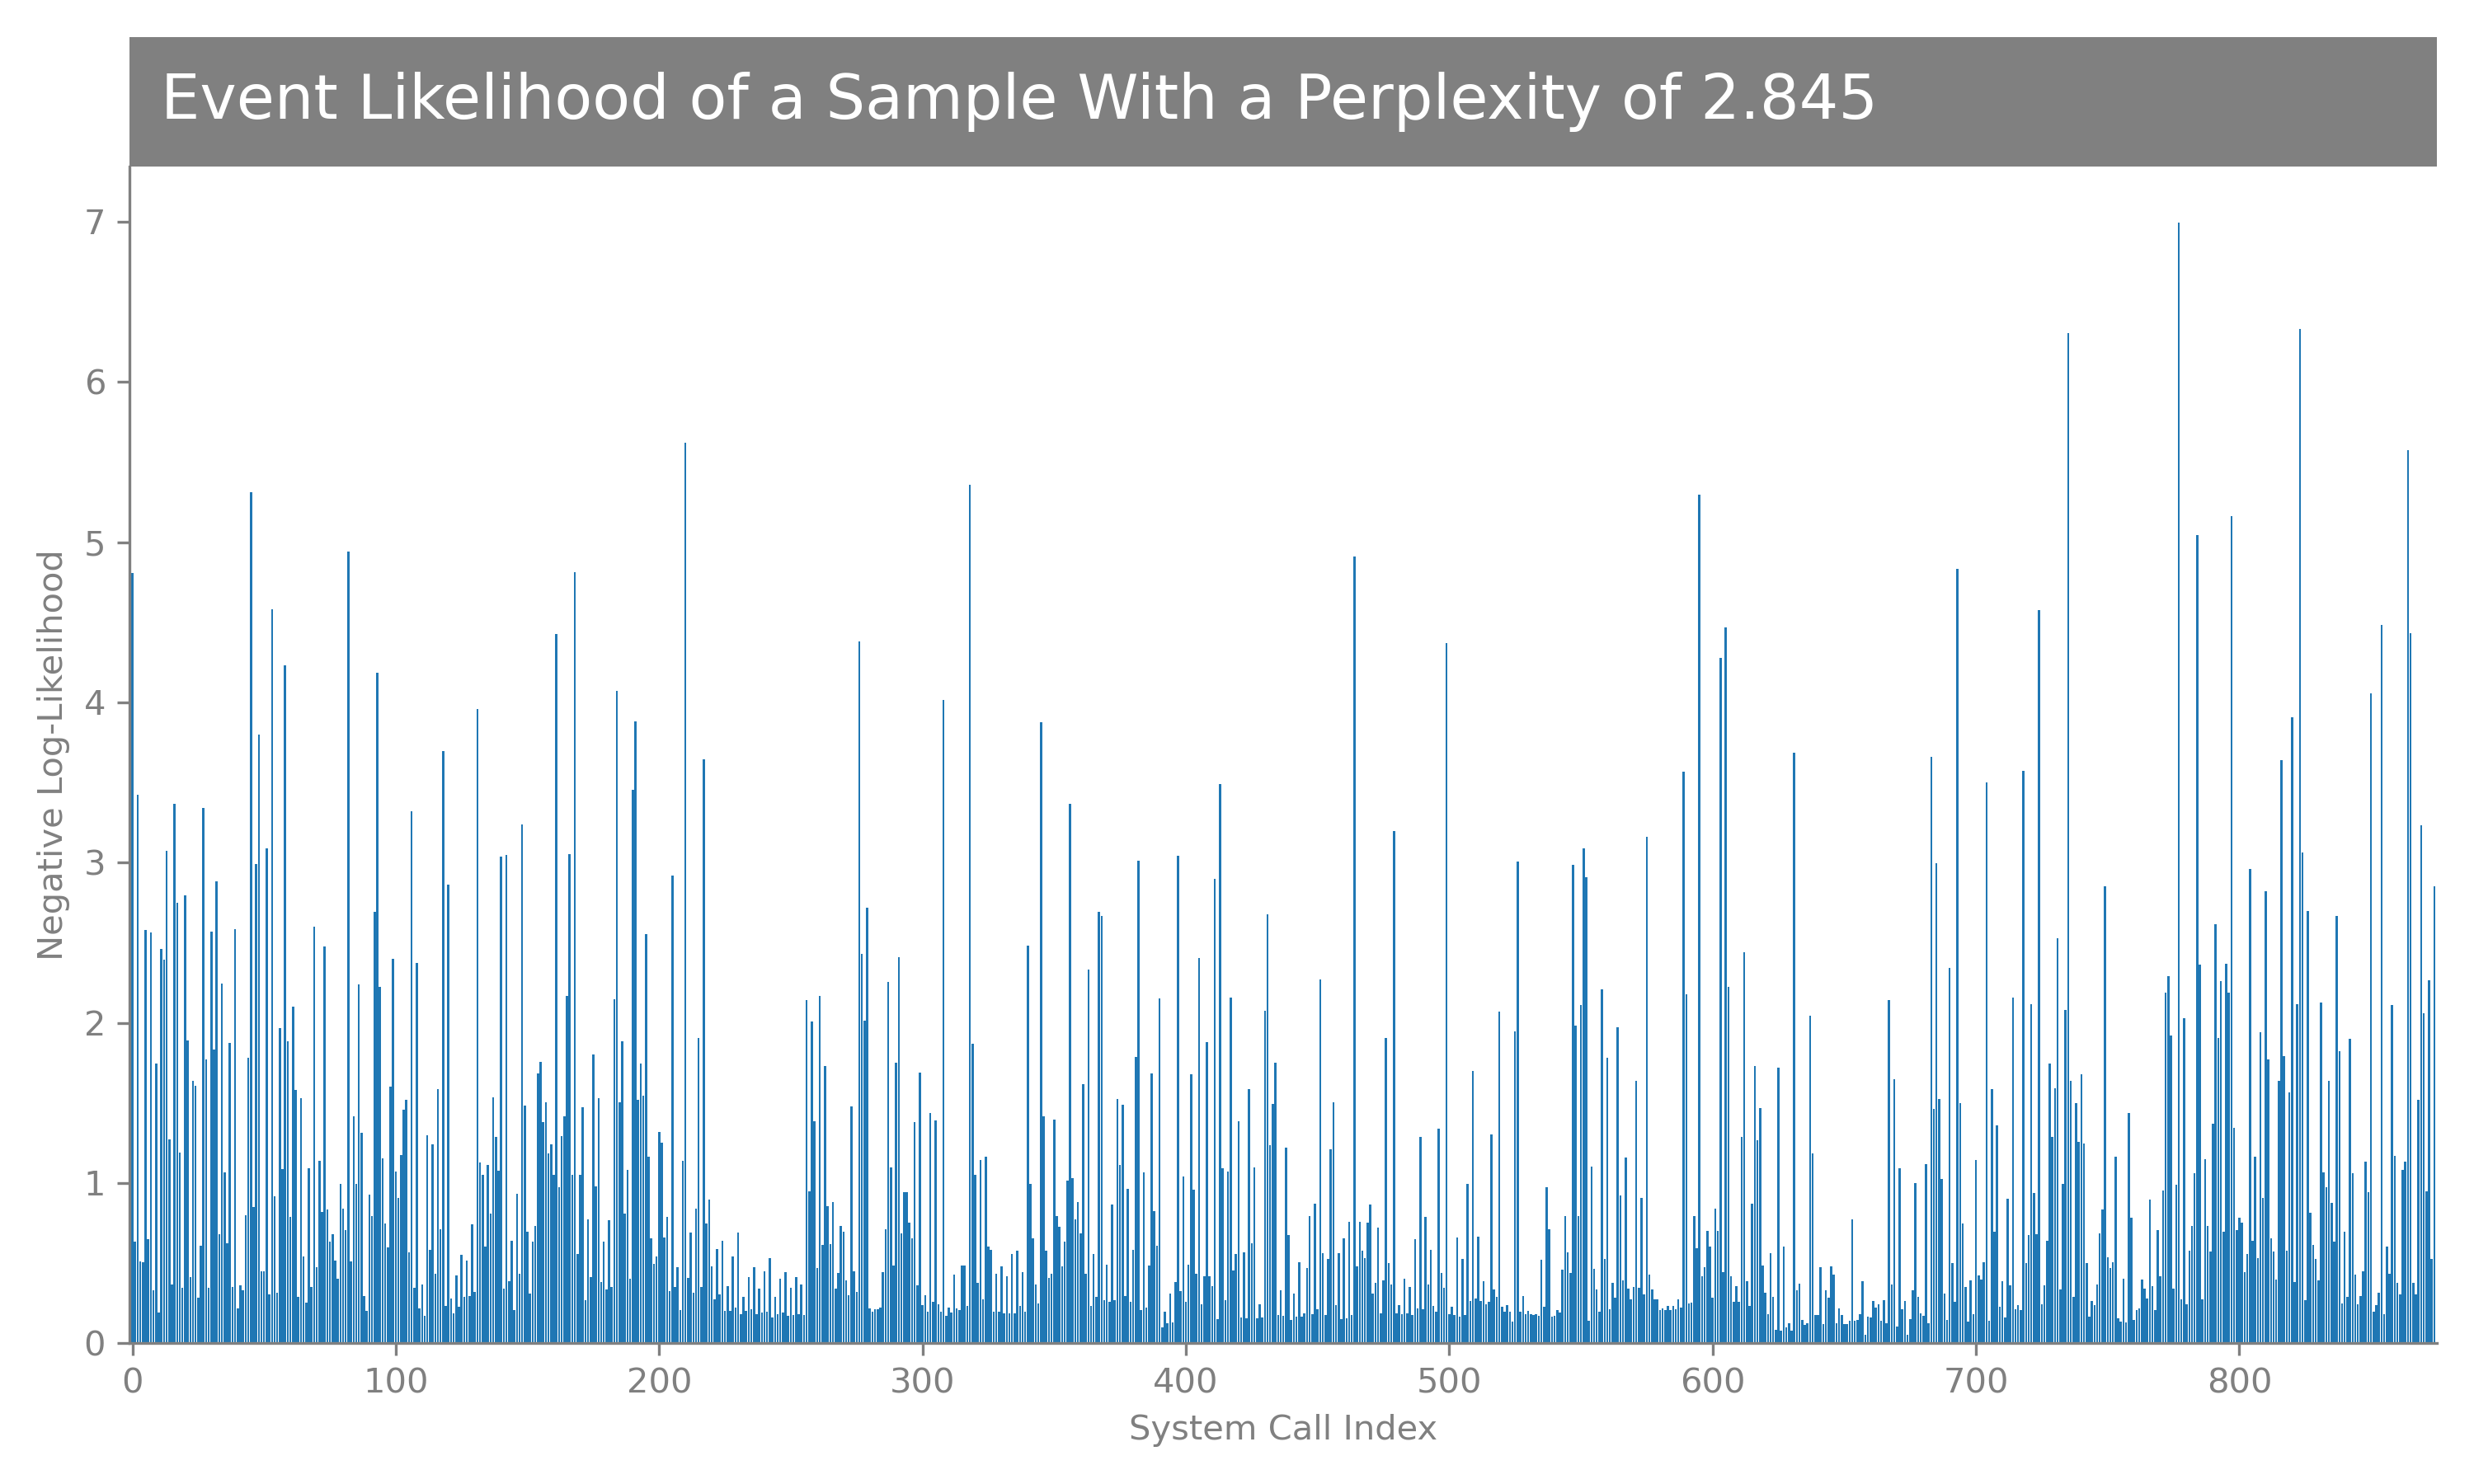 Event Likelihood of a Sample With a Perplexity of 2.845
7
6
5
4
3
2
1
0
Negative Log-Likelihood
0 100 200 300 400 500 600 700 800
System Call Index